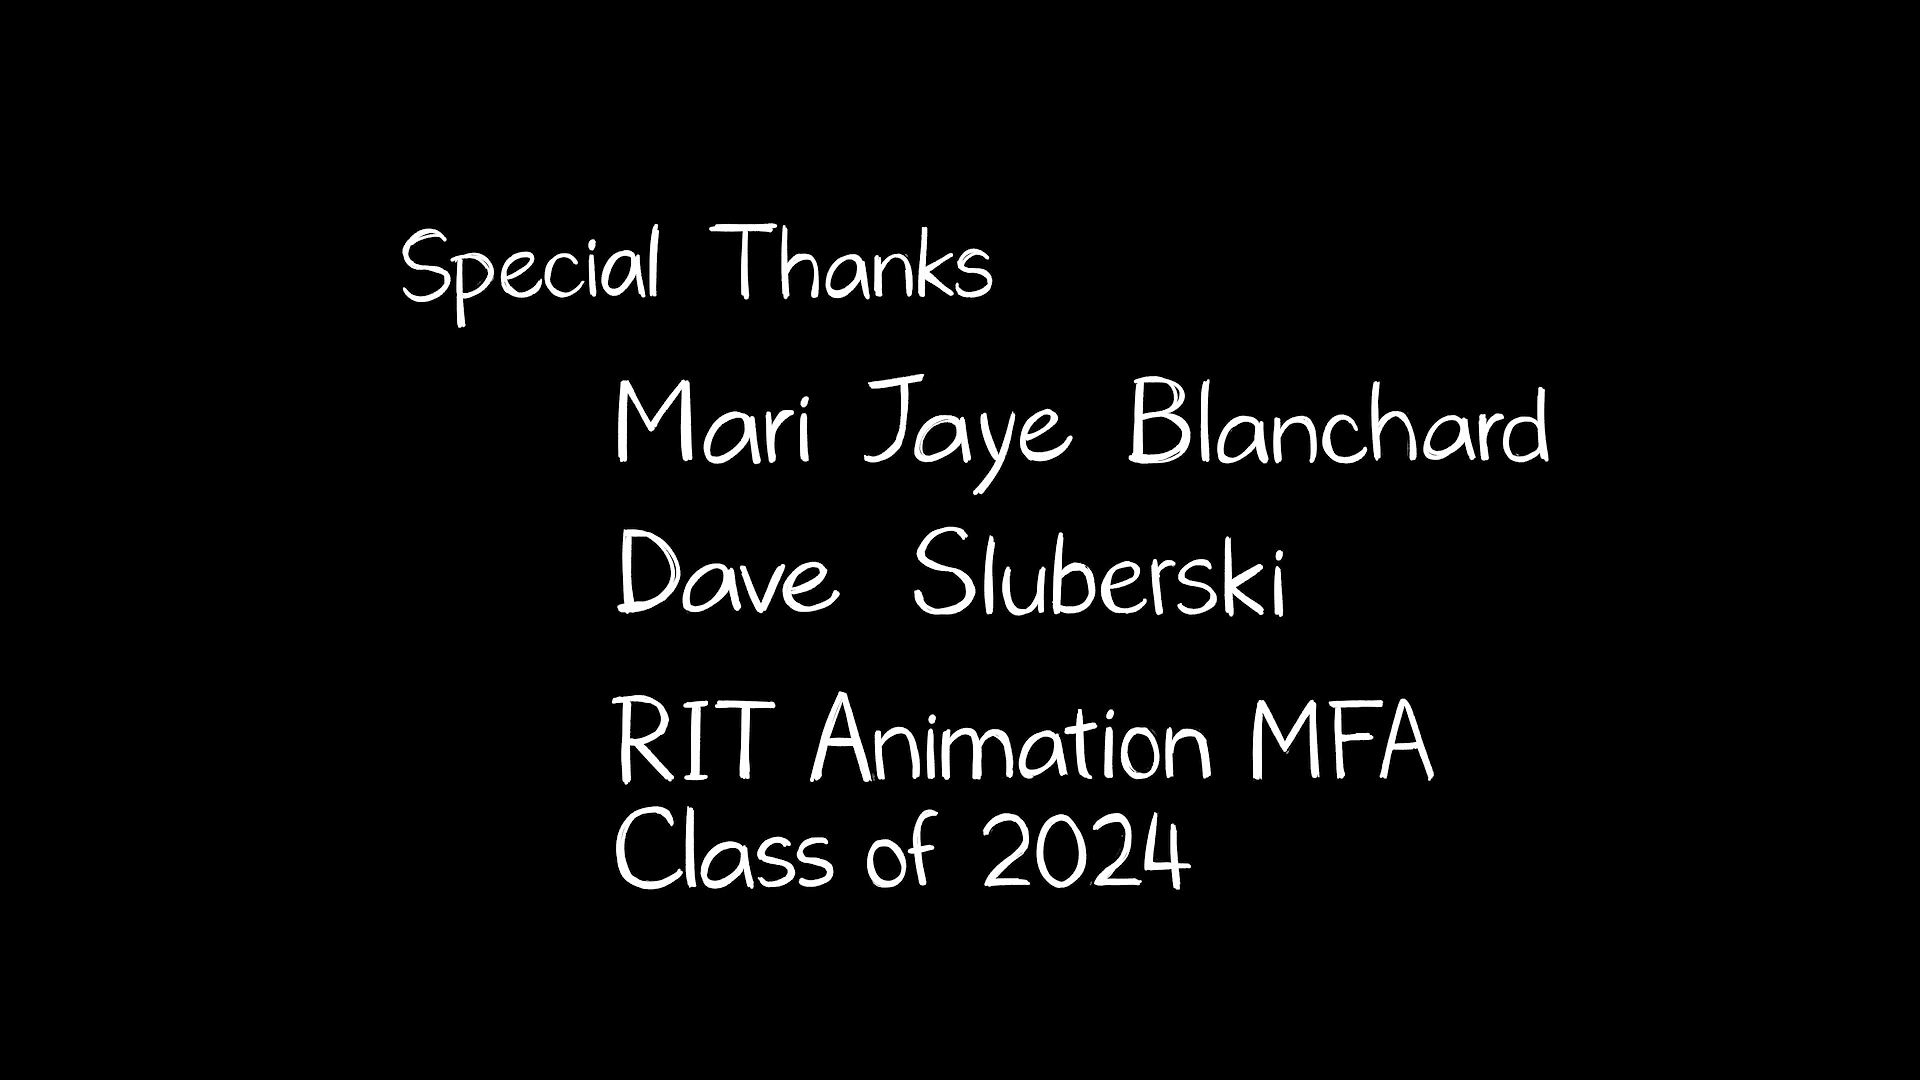 Special Thanks
Mari Jaye Blanchard
Dave Sluberski
RIT Animation MFA
Class of 2024